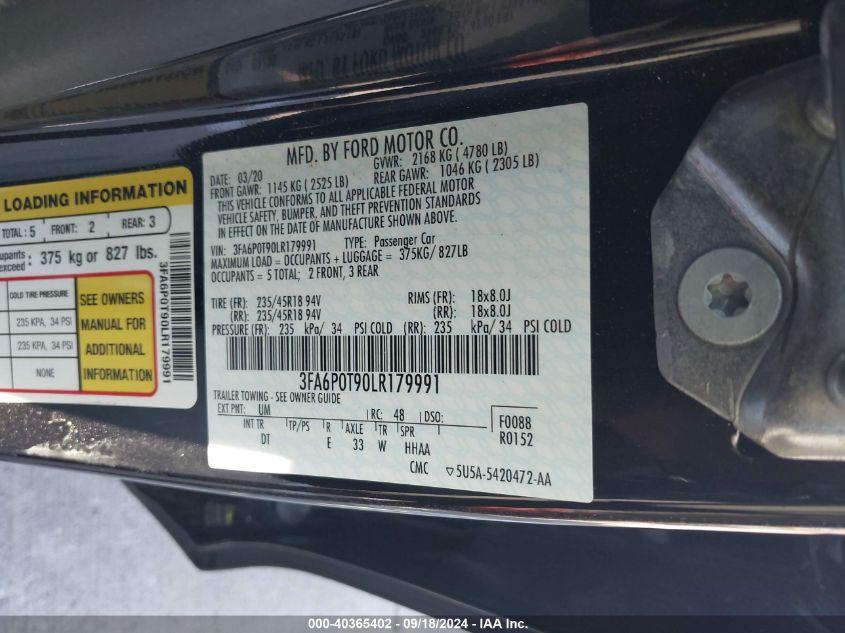 MFD. BY FORD MOTOR CO.
DATE: 03/20 GVWR: 2168 KG ( 4780 LB)
FRONT GAWR: 1145 KG ( 2525 LB) REAR GAWR: 1046 KG ( 2305 LB)
THIS VEHICLE CONFORMS TO ALL APPLICABLE FEDERAL MOTOR
VEHICLE SAFETY, BUMPER, AND THEFT PREVENTION STANDARDS
IN EFFECT ON THE DATE OF MANUFACTURE SHOWN ABOVE.
VIN: 3FA6P0T90LR179991 TYPE: Passenger Car
MAXIMUM LOAD = OCCUPANTS + LUGGAGE = 375KG/ 827LB
OCCUPANTS = 5 TOTAL; 2 FRONT, 3 REAR
TIRE (FR): 235/45R18 94V RIMS (FR): 18x8.0J
(RR): 235/45R18 94V (RR): 18x8.0J
PRESSURE (FR): 235 kPa/ 34 PSI COLD (RR): 235 kPa/ 34 PSI COLD
3FA6P0T90LR179991
TRAILER TOWING - SEE OWNER GUIDE
EXT PNT: UM RC: 48 DSO:
INT TR TP/PS R AXLE TR SPR
DT E 33 W HHAA
F0088
R0152
CMC 5U5A-5420472-AA
LOADING INFORMATION
TOTAL: 5 FRONT: 2 REAR: 3
375 kg or 827 lbs.
COLD TIRE PRESSURE
235 KPA, 34 PSI
235 KPA, 34 PSI
NONE
SEE OWNERS
MANUAL FOR
ADDITIONAL
INFORMATION
3FA6P0T90LR179991
000-40365402 - 09/18/2024 - IAA Inc.